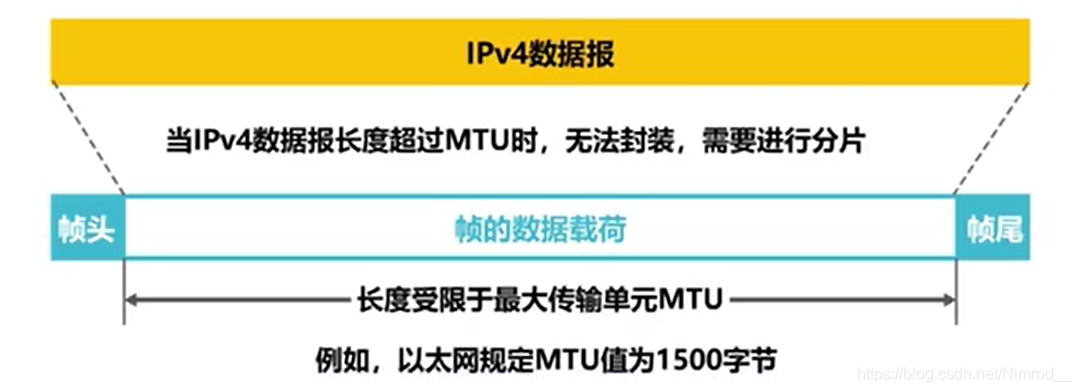 IPv4数据报
当IPv4数据报长度超过MTU时，无法封装，需要进行分片
帧头 帧的数据载荷 帧尾
长度受限于最大传输单元MTU
例如，以太网规定MTU值为1500字节
https://blog.csdn.net/Nimrod__